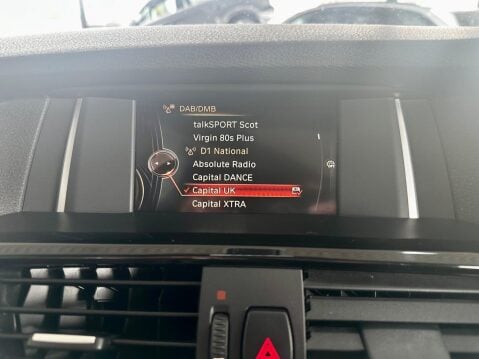 DAB/DMB
talkSPORT Scot
Virgin 80s Plus
D1 National
Absolute Radio
Capital DANCE
Capital UK
Capital XTRA